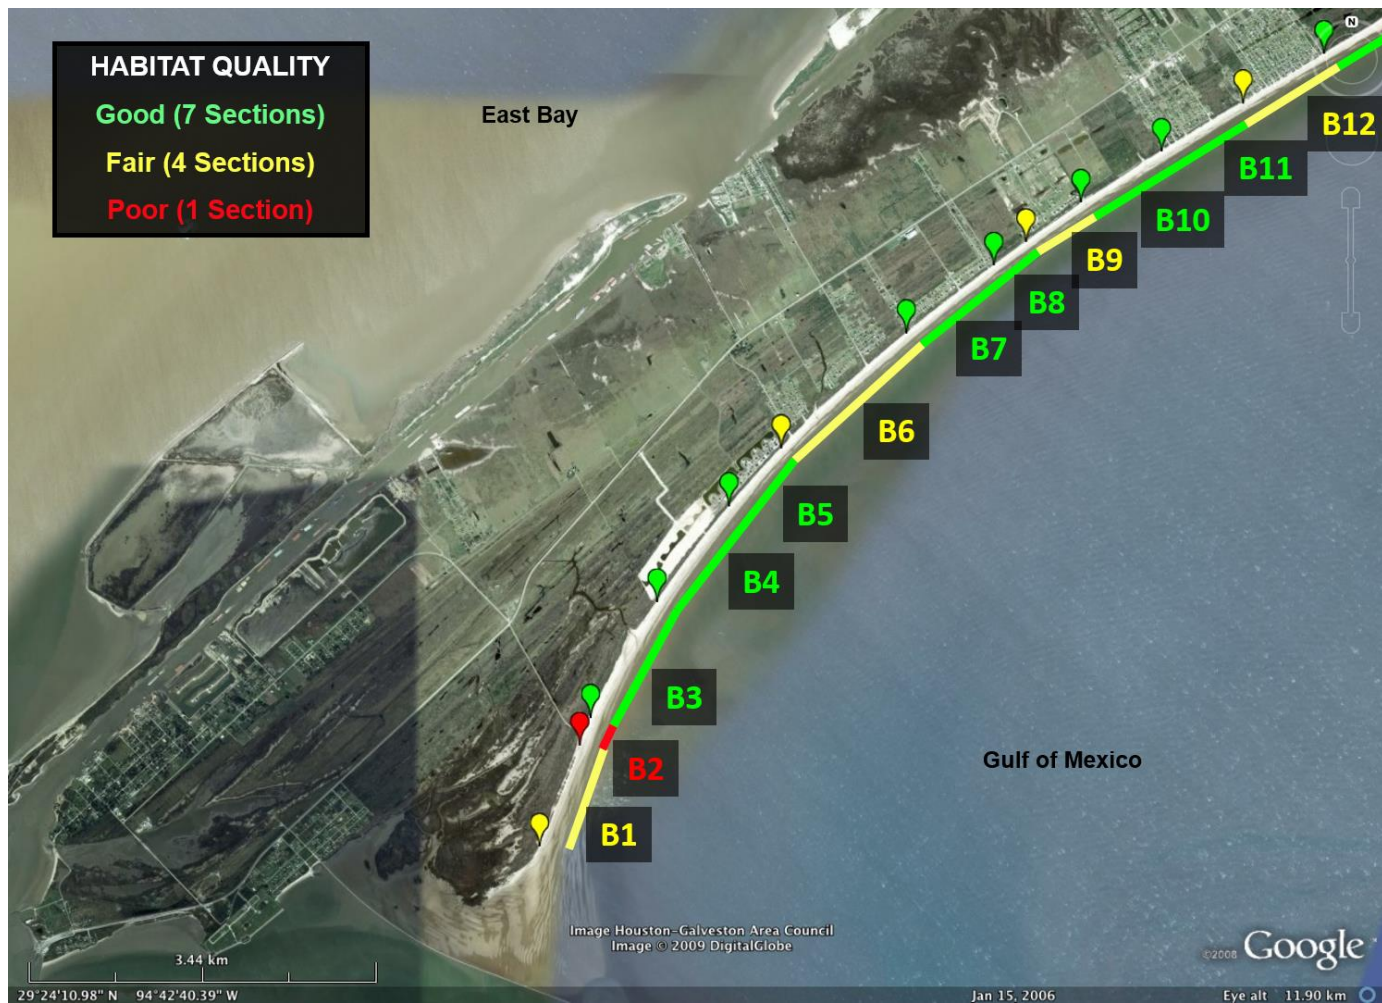 HABITAT QUALITY
Good (7 Sections)
Fair (4 Sections)
Poor (1 Section)
East Bay
N
B12
B11
B10
B9
B8
B7
B6
B5
B4
B3
B2
B1
Gulf of Mexico
Image Houston-Galveston Area Council
Image © 2009 DigitalGlobe
©2008 Google
3.44 km
29°24'10.98" N 94°42'40.39" W
Jan 15, 2006
Eye alt 11.90 km